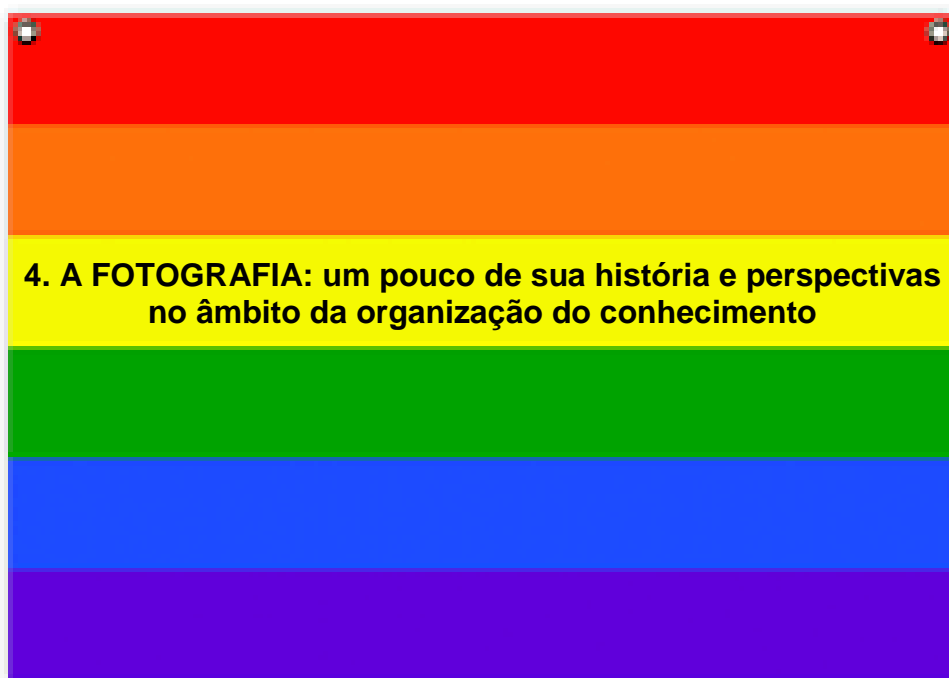 4. A FOTOGRAFIA: um pouco de sua história e perspectivas
no âmbito da organização do conhecimento